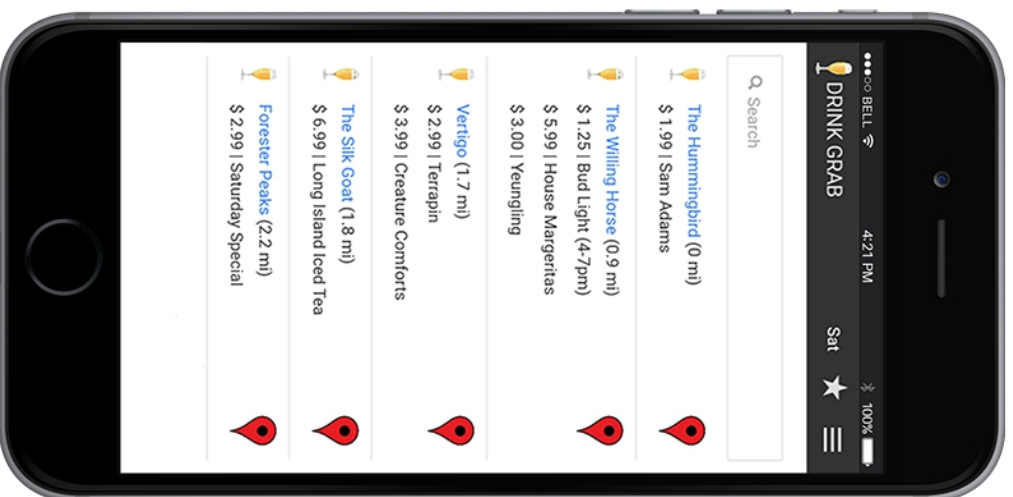 BELL 4:21 PM 100%
DRINK GRAB Sat
Search
The Hummingbird (0 mi)
$ 1.99 | Sam Adams
The Willing Horse (0.9 mi)
$ 1.25 | Bud Light (4-7pm)
$ 5.99 | House Margeritas
$ 3.00 | Yeungling
Vertigo (1.7 mi)
$ 2.99 | Terrapin
$ 3.99 | Creature Comforts
The Silk Goat (1.8 mi)
$ 6.99 | Long Island Iced Tea
Forester Peaks (2.2 mi)
$ 2.99 | Saturday Special